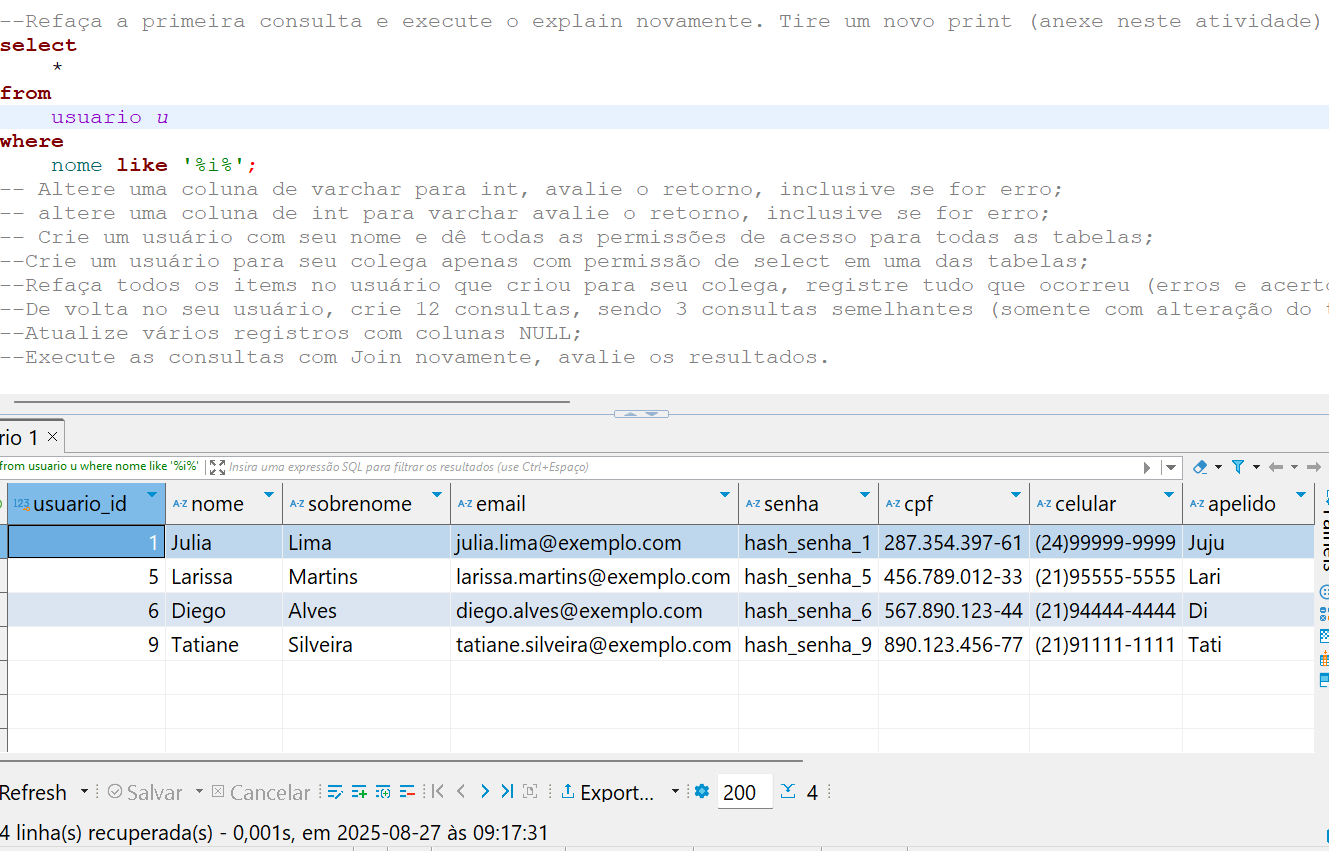 --Refaça a primeira consulta e execute o explain novamente. Tire um novo print (anexe neste atividade)
select
*
from
usuario u
where
nome like '%i%';
-- Altere uma coluna de varchar para int, avalie o retorno, inclusive se for erro;
-- altere uma coluna de int para varchar avalie o retorno, inclusive se for erro;
-- Crie um usuário com seu nome e dê todas as permissões de acesso para todas as tabelas;
--Crie um usuário para seu colega apenas com permissão de select em uma das tabelas;
--Refaça todos os items no usuário que criou para seu colega, registre tudo que ocorreu (erros e acerto
--De volta no seu usuário, crie 12 consultas, sendo 3 consultas semelhantes (somente com alteração do
--Atualize vários registros com colunas NULL;
--Execute as consultas com Join novamente, avalie os resultados.
rio 1
from usuario u where nome like '%i%' Insira uma expressão SQL para filtrar os resultados (use Ctrl+Espaço)
123 usuario_id A-Z nome A-Z sobrenome A-Z email A-Z senha A-Z cpf A-Z celular A-Z apelido
1 Julia Lima julia.lima@exemplo.com hash_senha_1 287.354.397-61 (24)99999-9999 Juju
5 Larissa Martins larissa.martins@exemplo.com hash_senha_5 456.789.012-33 (21)95555-5555 Lari
6 Diego Alves diego.alves@exemplo.com hash_senha_6 567.890.123-44 (21)94444-4444 Di
9 Tatiane Silveira tatiane.silveira@exemplo.com hash_senha_9 890.123.456-77 (21)91111-1111 Tati
Refresh Salvar Cancelar Export... 200 4
4 linha(s) recuperada(s) - 0,001s, em 2025-08-27 às 09:17:31